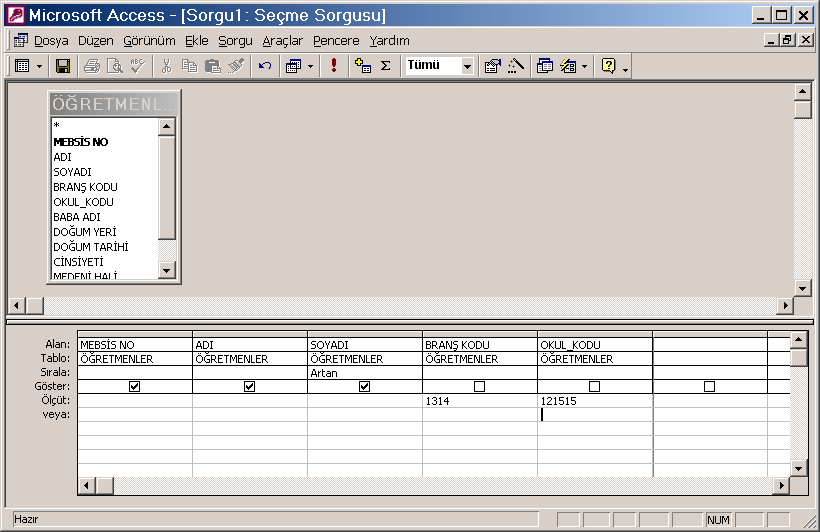 Microsoft Access - [Sorgu1: Seçme Sorgusu]
Dosya Düzen Görünüm Ekle Sorgu Araçlar Pencere Yardım
ABC Σ Tümü
ÖĞRETMENL...
*
MEBSİS NO
ADI
SOYADI
BRANŞ KODU
OKUL_KODU
BABA ADI
DOĞUM YERİ
DOĞUM TARİHİ
CİNSİYETİ
MEDENİ HALİ
Alan: MEBSİS NO ADI SOYADI BRANŞ KODU OKUL_KODU
Tablo: ÖĞRETMENLER ÖĞRETMENLER ÖĞRETMENLER ÖĞRETMENLER ÖĞRETMENLER
Sırala: Artan
Göster:
Ölçüt: 1314 121515
veya:
Hazır NUM